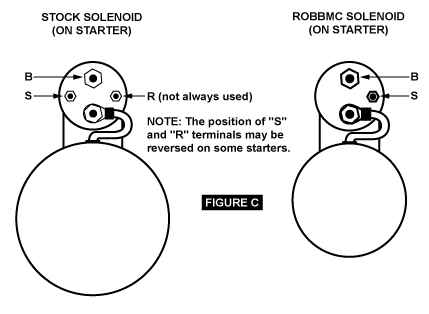 STOCK SOLENOID
(ON STARTER)
ROBBMC SOLENOID
(ON STARTER)
B
S
R (not always used)
NOTE: The position of "S"
and "R" terminals may be
reversed on some starters.
B
S
FIGURE C